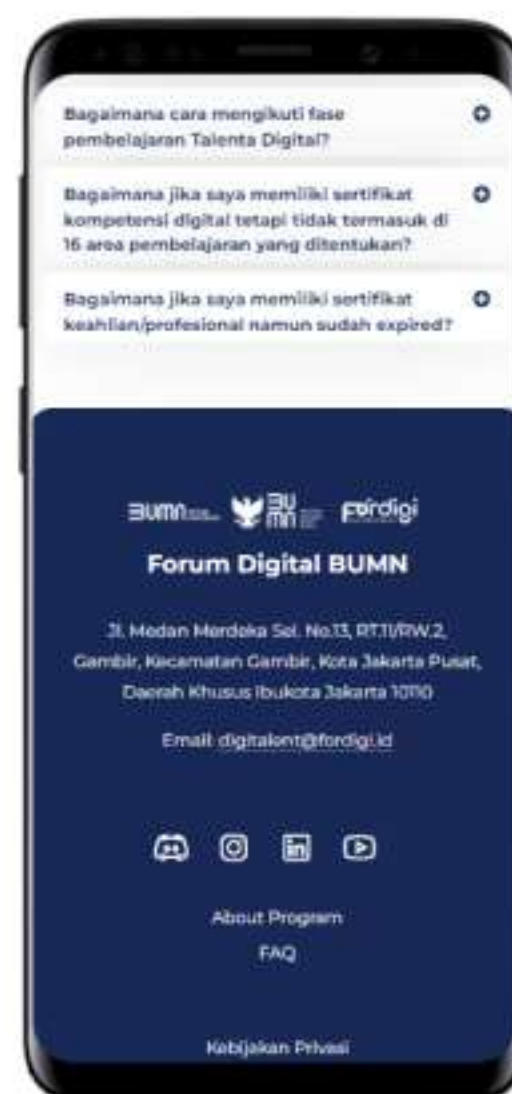 Bagaimana cara mengikuti fase
pembelajaran Talenta Digital?
Bagaimana jika saya memiliki sertifikat
kompetensi digital tetapi tidak termasuk di
16 area pembelajaran yang ditentukan?
Bagaimana jika saya memiliki sertifikat
keahlian/profesional namun sudah expired?
BUMN
BUMN
Fordigi
Forum Digital BUMN
Jl. Medan Merdeka Sel. No.13, RT.11/RW.2,
Gambir, Kecamatan Gambir, Kota Jakarta Pusat,
Daerah Khusus Ibukota Jakarta 10110
Email: digitalent@fordigi.id
About Program
FAQ
Kebijakan Privasi